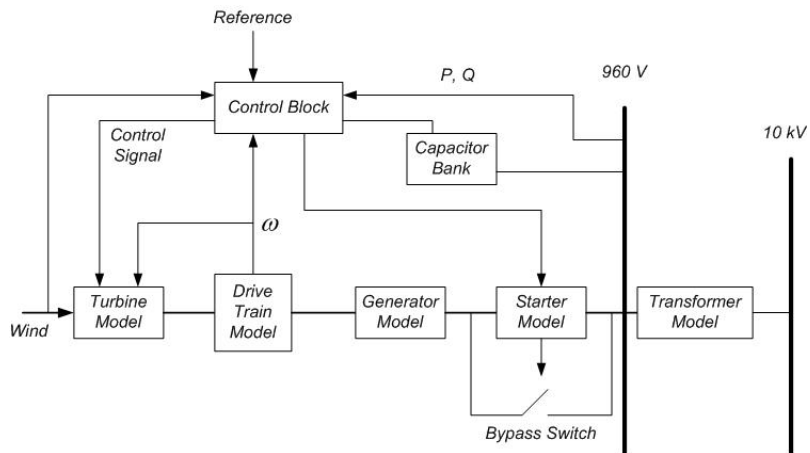 Reference
P, Q
960 V
10 kV
Control Block
Control
Signal
Capacitor
Bank
ω
Turbine
Model
Drive
Train
Model
Generator
Model
Starter
Model
Transformer
Model
Wind
Bypass Switch